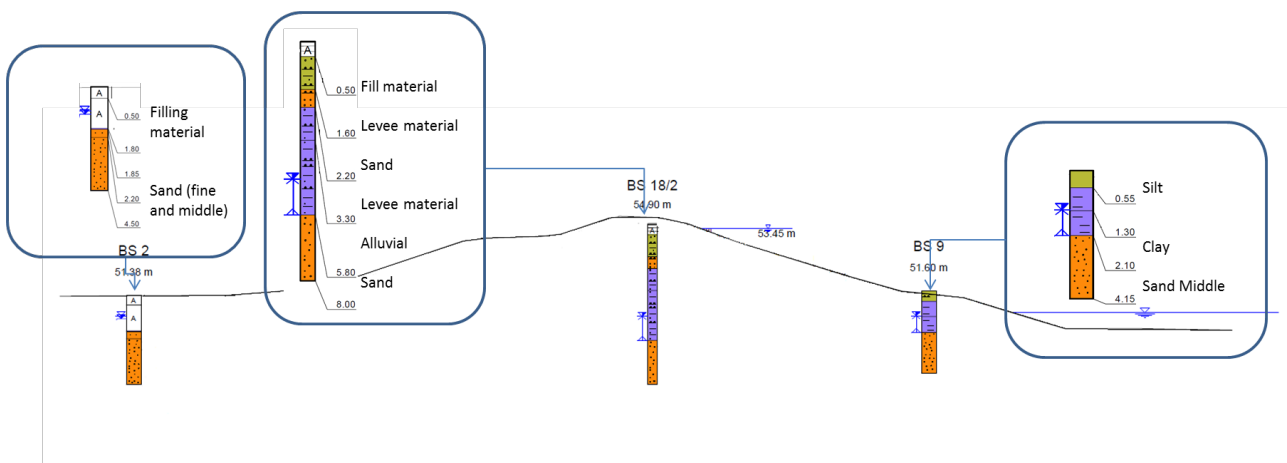 A
A
0.50
1.80
1.85
2.20
4.50
Filling
material
Sand (fine
and middle)
BS 2
51.38 m
A
A
A
0.50
1.60
2.20
3.30
5.80
8.00
Fill material
Levee material
Sand
Levee material
Alluvial
Sand
BS 18/2
54.90 m
A
53.45 m
BS 9
51.60 m
0.55
1.30
2.10
4.15
Silt
Clay
Sand Middle